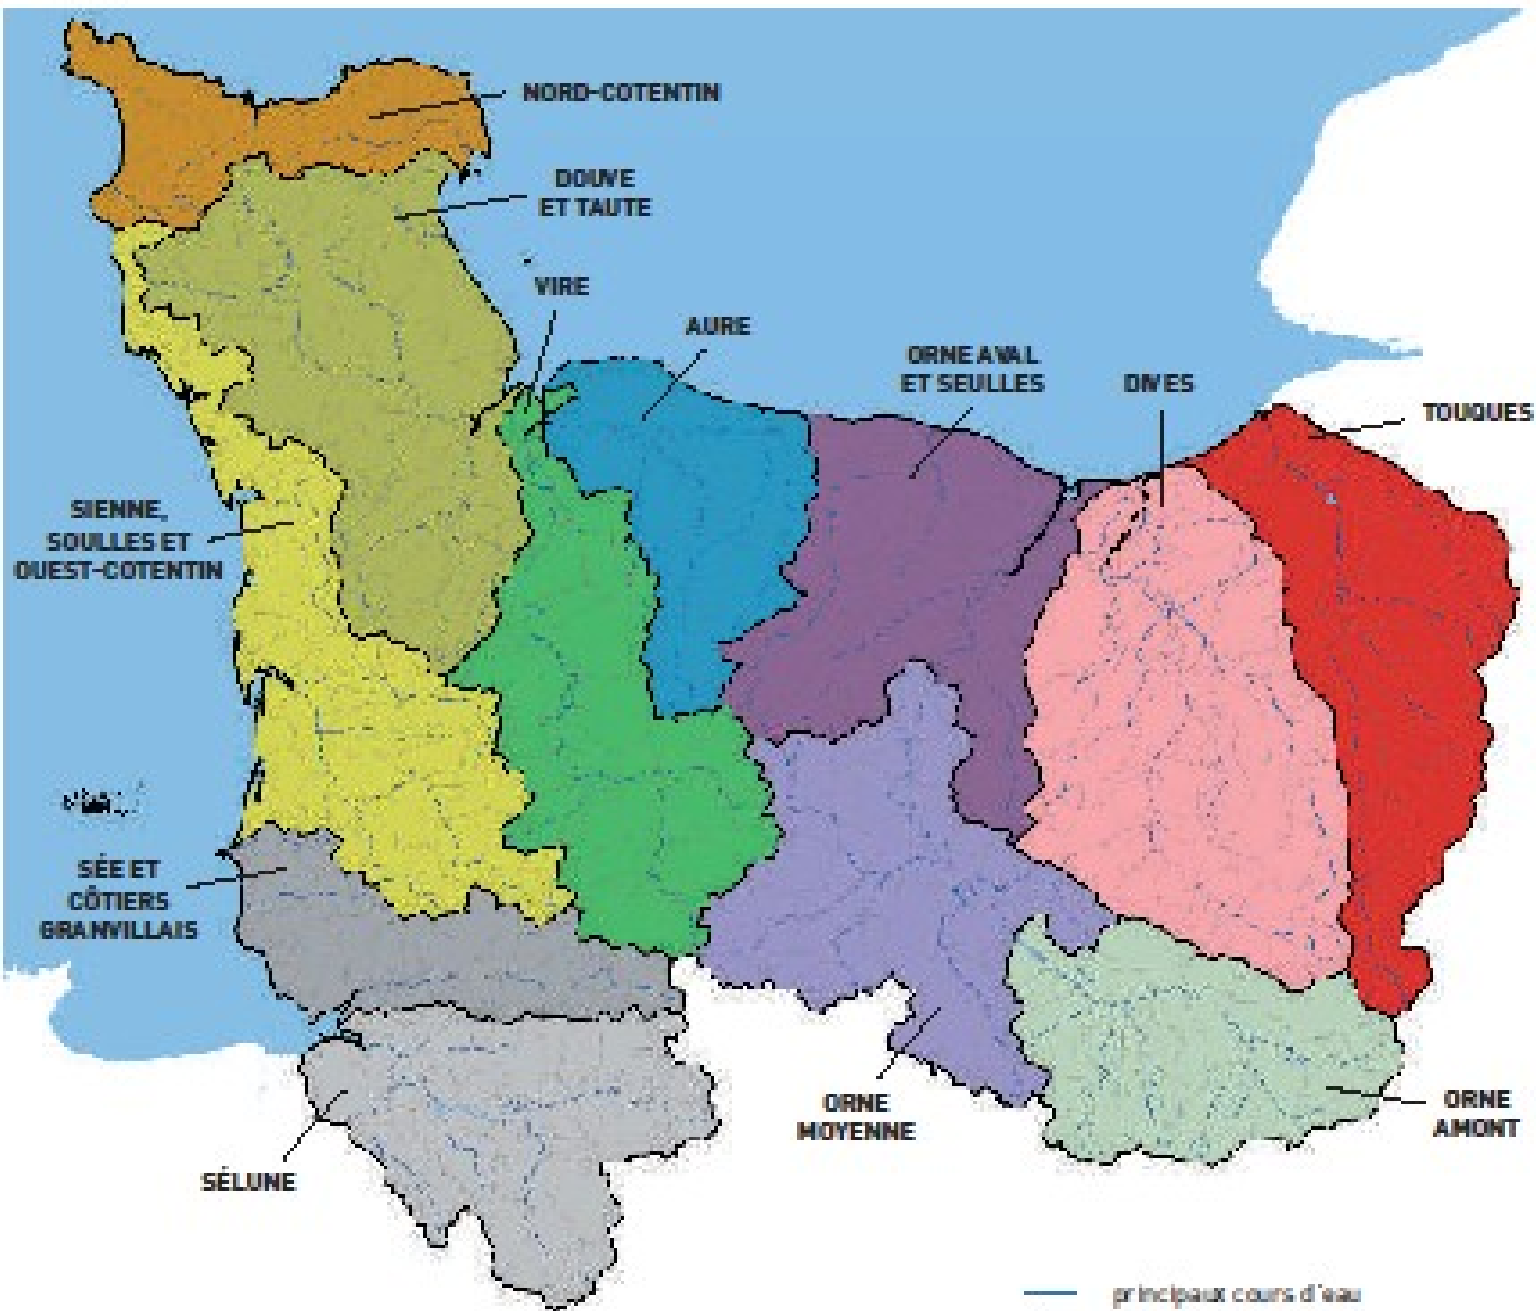 NORD-COTENTIN
DOUVE
ET TAUTE
VIRE
AURE
ORNE AVAL
ET SEULLES
DIVES
TOUQUES
SIENNE,
SOULLES ET
OUEST-COTENTIN
SÉE ET
CÔTIERS
GRANVILLAIS
SÉLUNE
ORNE
MOYENNE
ORNE
AMONT
principaux cours d'eau